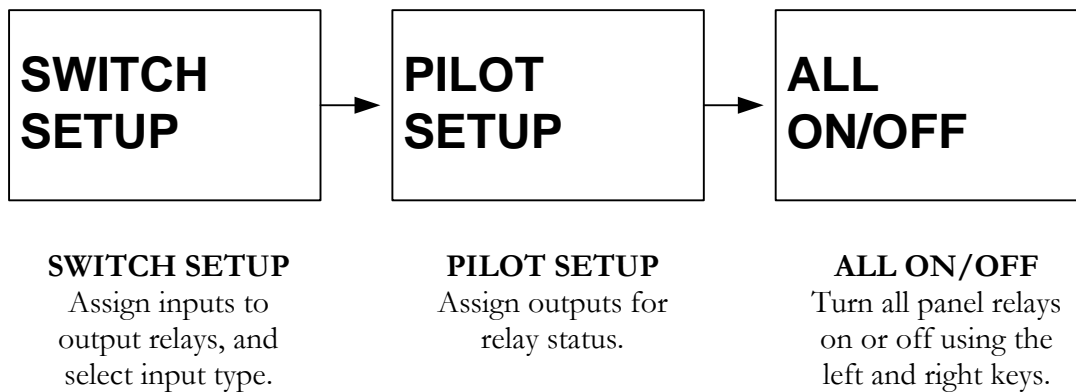 SWITCH
SETUP
PILOT
SETUP
ALL
ON/OFF
SWITCH SETUP
Assign inputs to
output relays, and
select input type.
PILOT SETUP
Assign outputs for
relay status.
ALL ON/OFF
Turn all panel relays
on or off using the
left and right keys.